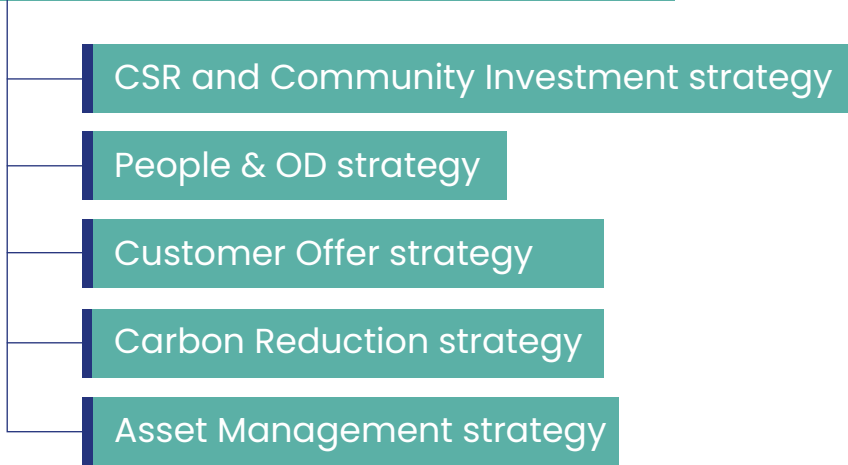 CSR and Community Investment strategy
People & OD strategy
Customer Offer strategy
Carbon Reduction strategy
Asset Management strategy